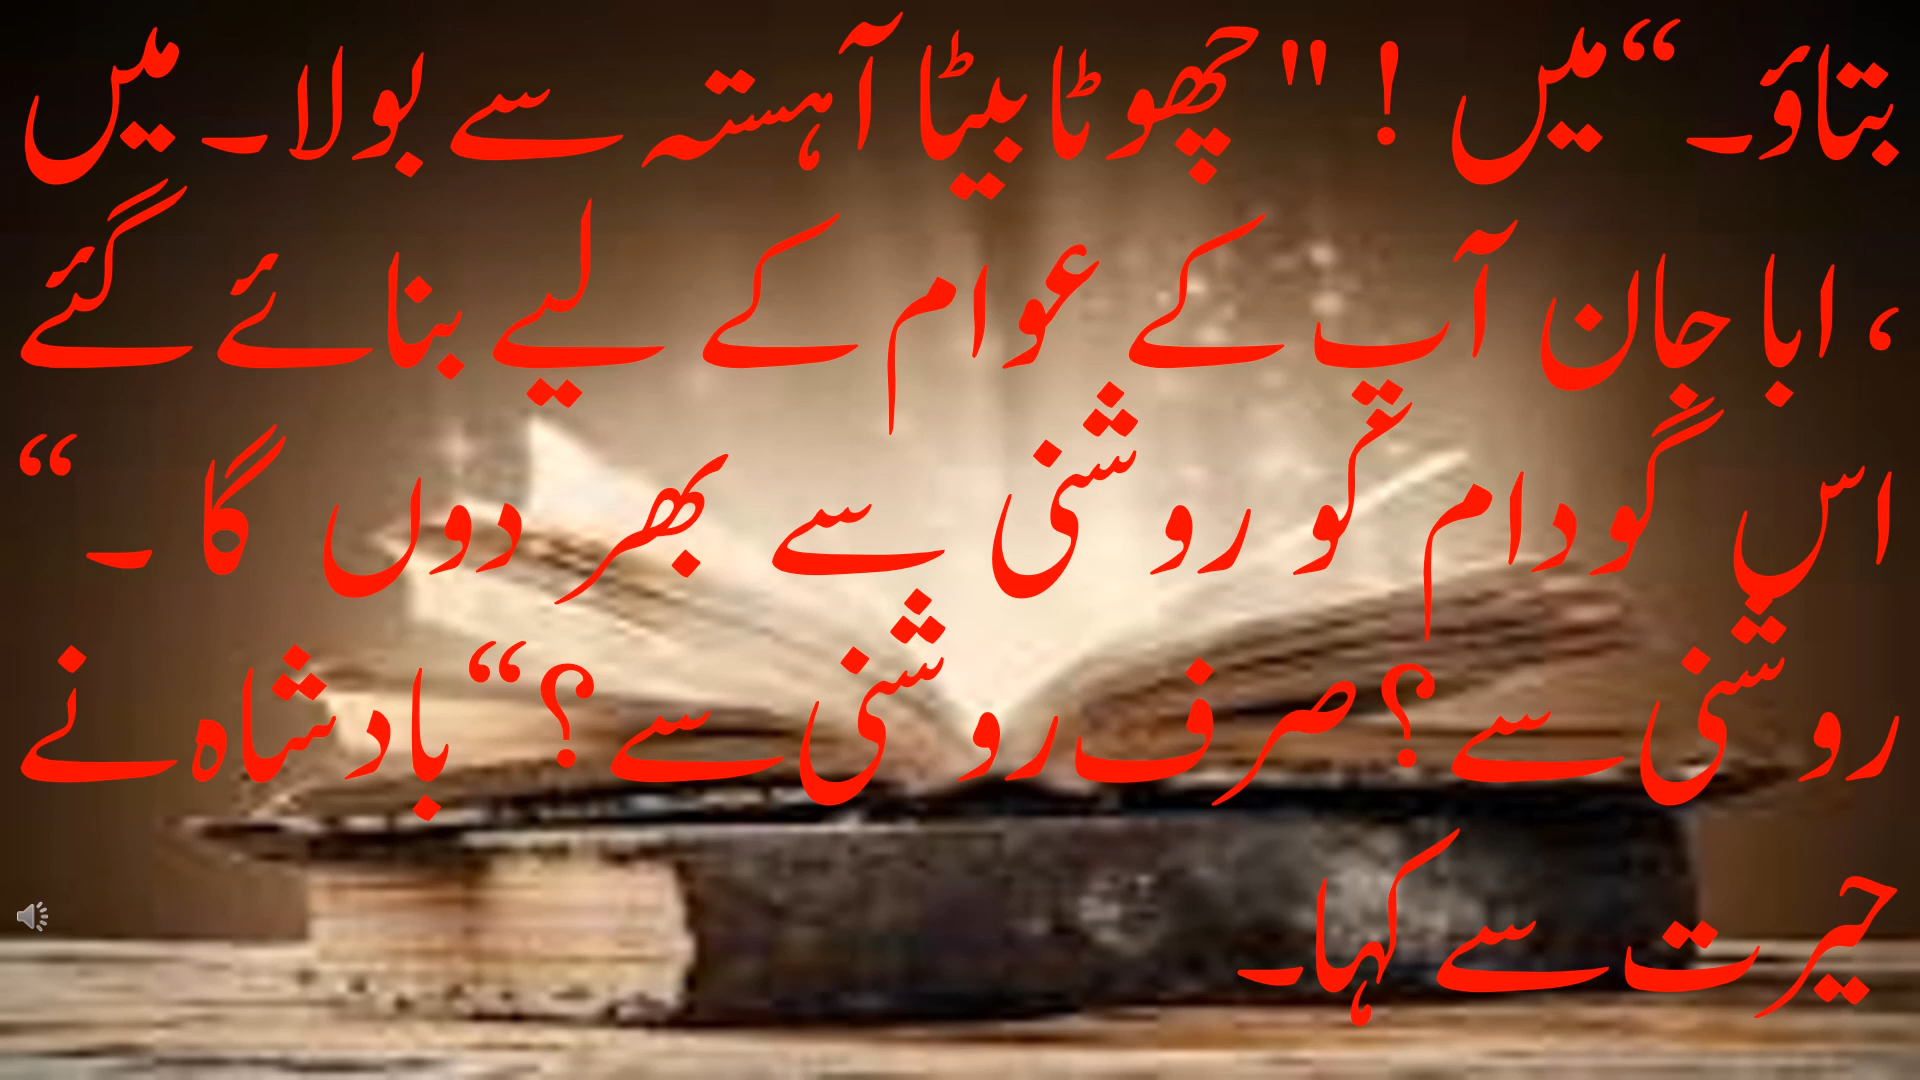 بتاؤ۔“میں ! "چھوٹا بیٹا آہستہ سے بولا۔میں
، ابا جان آپ کے عوام کے لیے بنائے گئے
اس گودام کو روشنی سے بھر دوں گا ۔“
روشنی سے؟ صرف روشنی سے؟“بادشاہ نے
حیرت سے کہا۔